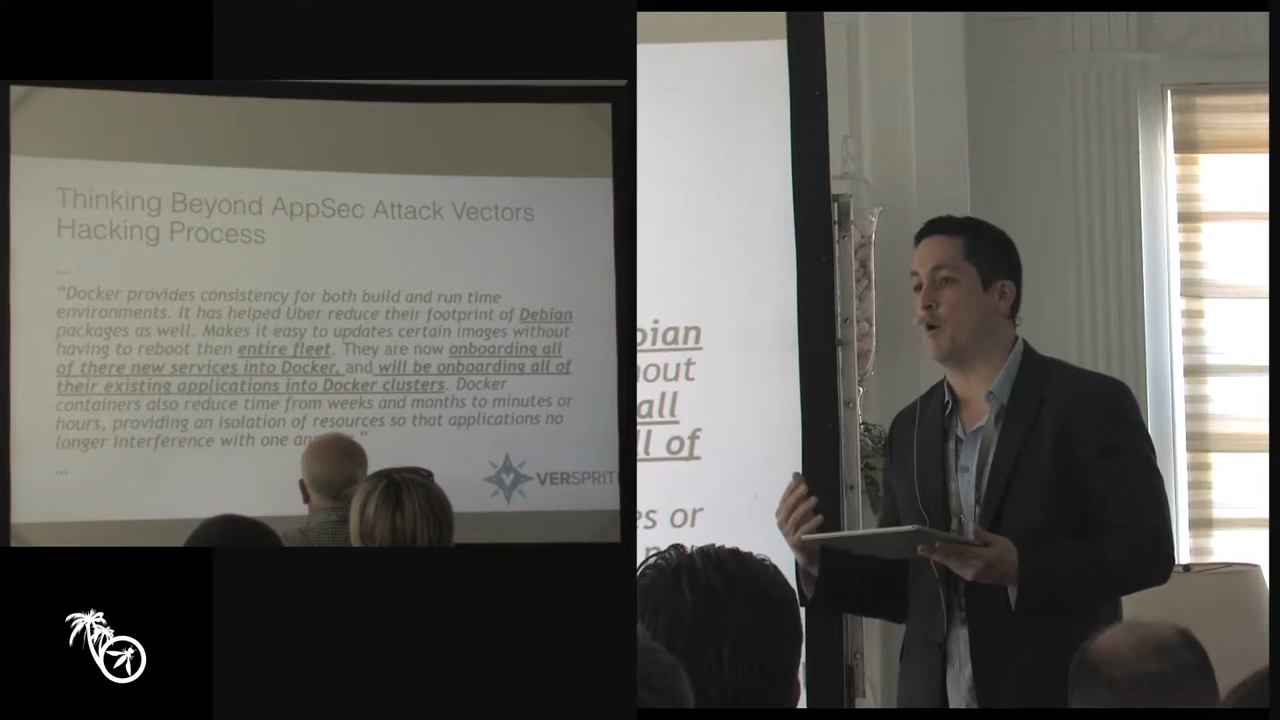 Thinking Beyond AppSec Attack Vectors
Hacking Process
...
“Docker provides consistency for both build and run time
environments. It has helped Uber reduce their footprint of Debian
packages as well. Makes it easy to updates certain images without
having to reboot then entire fleet. They are now onboarding all
of there new services into Docker, and will be onboarding all of
their existing applications into Docker clusters. Docker
containers also reduce time from weeks and months to minutes or
hours, providing an isolation of resources so that applications no
longer interference with one an ”
...
VERSPRIT
bian
hout
all
ll of
es or